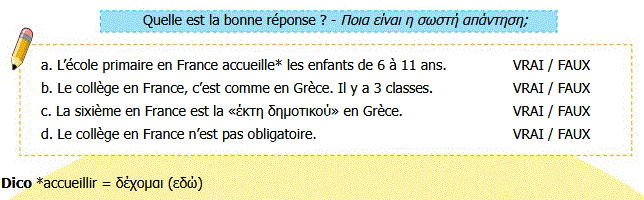 Quelle est la bonne réponse ? - Ποια είναι η σωστή απάντηση;
a. L'école primaire en France accueille* les enfants de 6 à 11 ans. VRAI / FAUX
b. Le collège en France, c'est comme en Grèce. Il y a 3 classes. VRAI / FAUX
c. La sixième en France est la «έκτη δημοτικού» en Grèce. VRAI / FAUX
d. Le collège en France n'est pas obligatoire. VRAI / FAUX
Dico *accueillir = δέχομαι (εδώ)